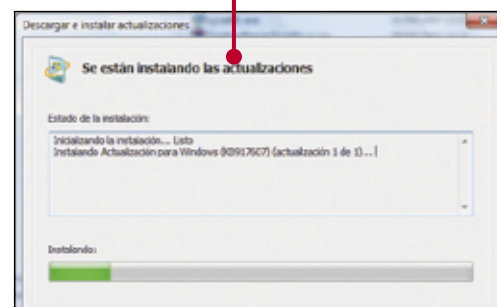 Descargar e instalar actualizaciones
Se están instalando las actualizaciones
Estado de la instalación:
Inicializando la instalación... Listo
Instalando Actualización para Windows (KB917607) (actualización 1 de 1)...
Instalando: